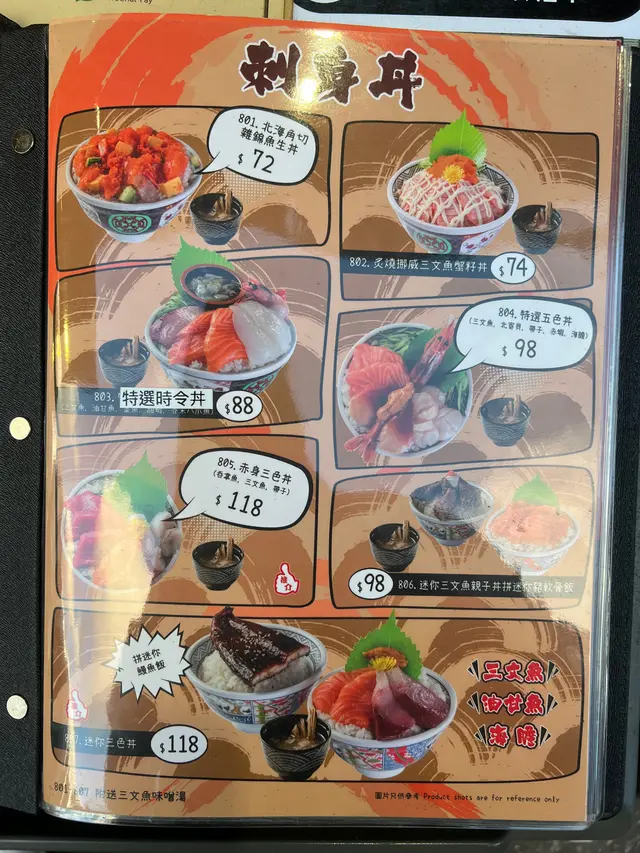 刺身丼
801. 北海角切
雜錦魚生丼
$ 72
802. 炙燒挪威三文魚蟹籽丼
$74
803. 特選時令丼
$88
804. 特選五色丼
(三文魚, 北寄貝, 帶子, 赤蝦, 海膽)
$ 98
805. 赤身三色丼
(吞拿魚, 三文魚, 帶子)
$ 118
$98
806. 迷你三文魚親子丼拼迷你豬軟骨飯
拼迷你
鰻魚飯
三文魚
油甘魚
海膽
迷你三色丼
$118
附送三文魚味噌湯
圖片只供參考 Product shots are for reference only